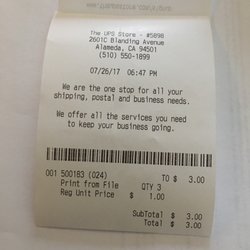 The UPS Store - #5898
2601C Blanding Avenue
Alameda, CA 94501
(510) 550-1899
07/26/17 06:47 PM
We are the one stop for all your
shipping, postal and business needs.
We offer all the services you need
to keep your business going.
001 500183 (024) TO $ 3.00
Print from File QTY 3
Reg Unit Price $ 1.00
SubTotal $ 3.00
Total $ 3.00